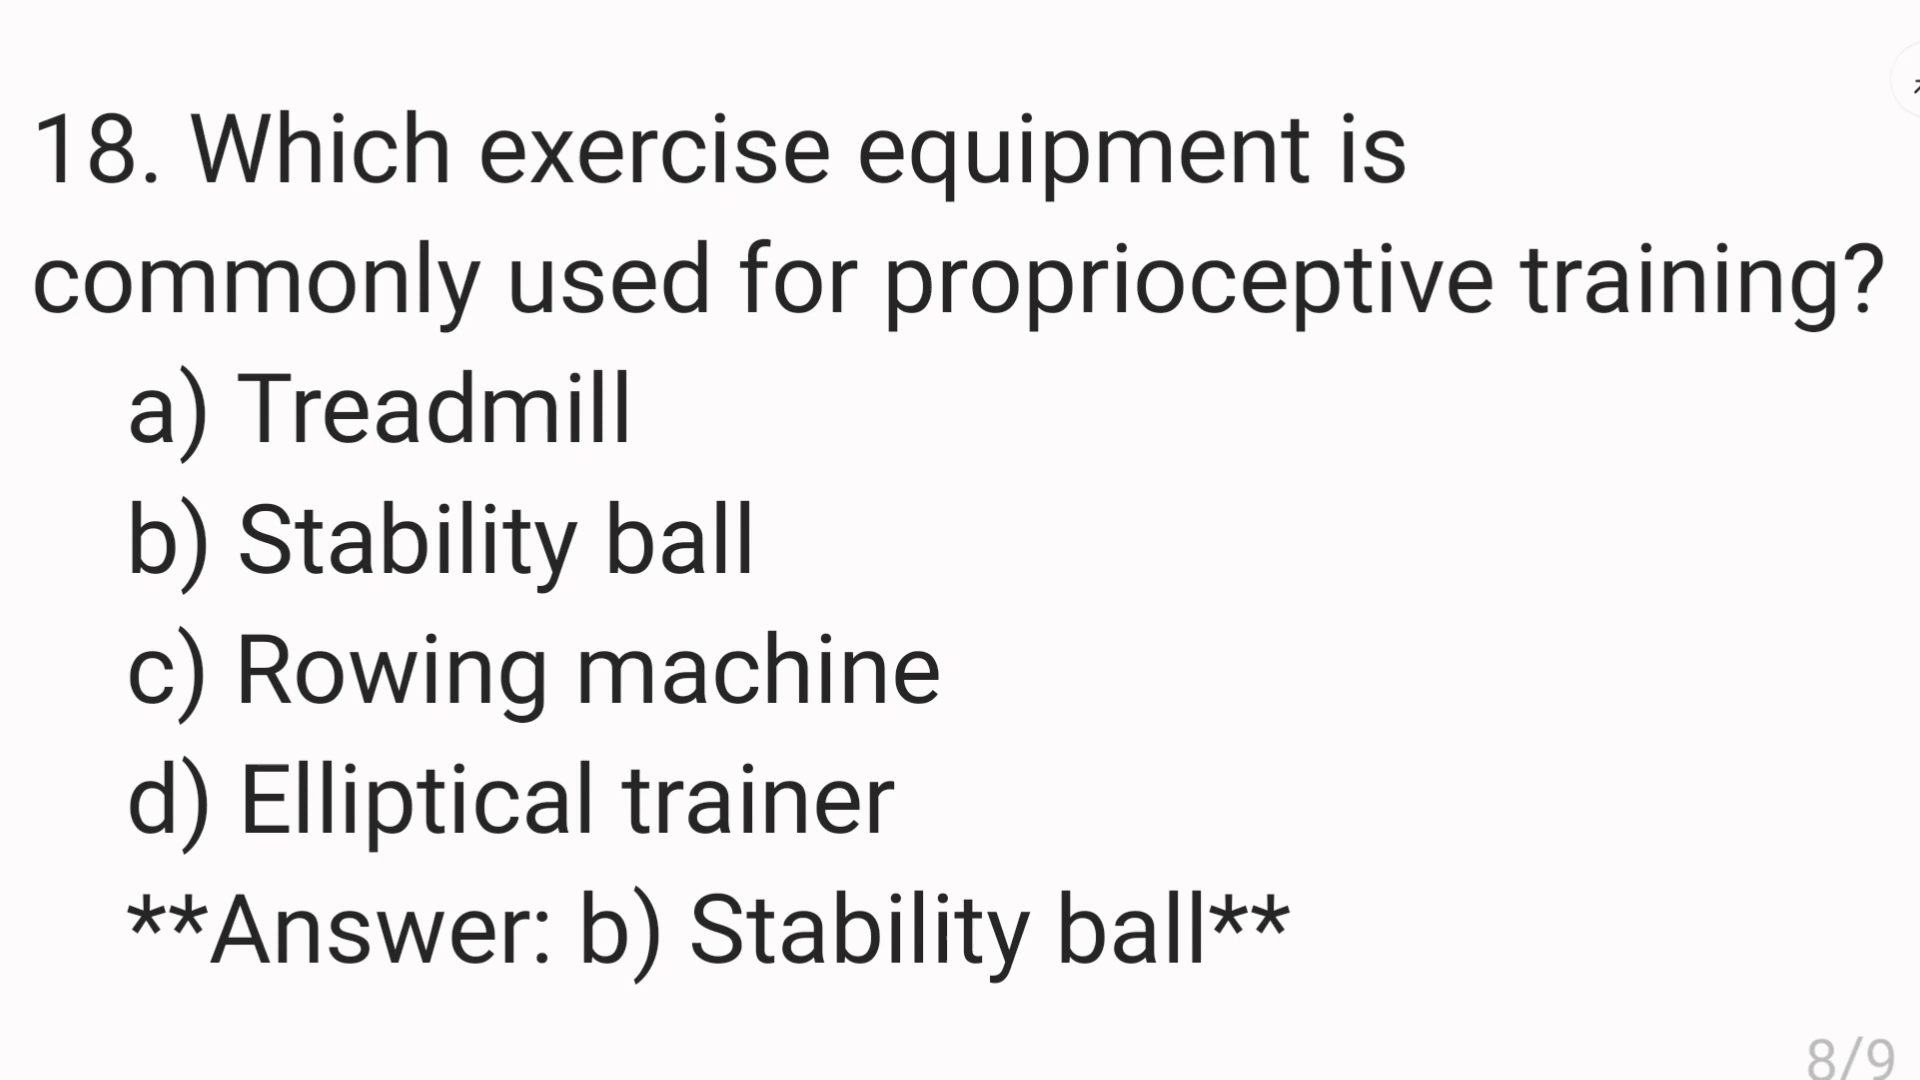 18. Which exercise equipment is
commonly used for proprioceptive training?
a) Treadmill
b) Stability ball
c) Rowing machine
d) Elliptical trainer
**Answer: b) Stability ball**
8/9